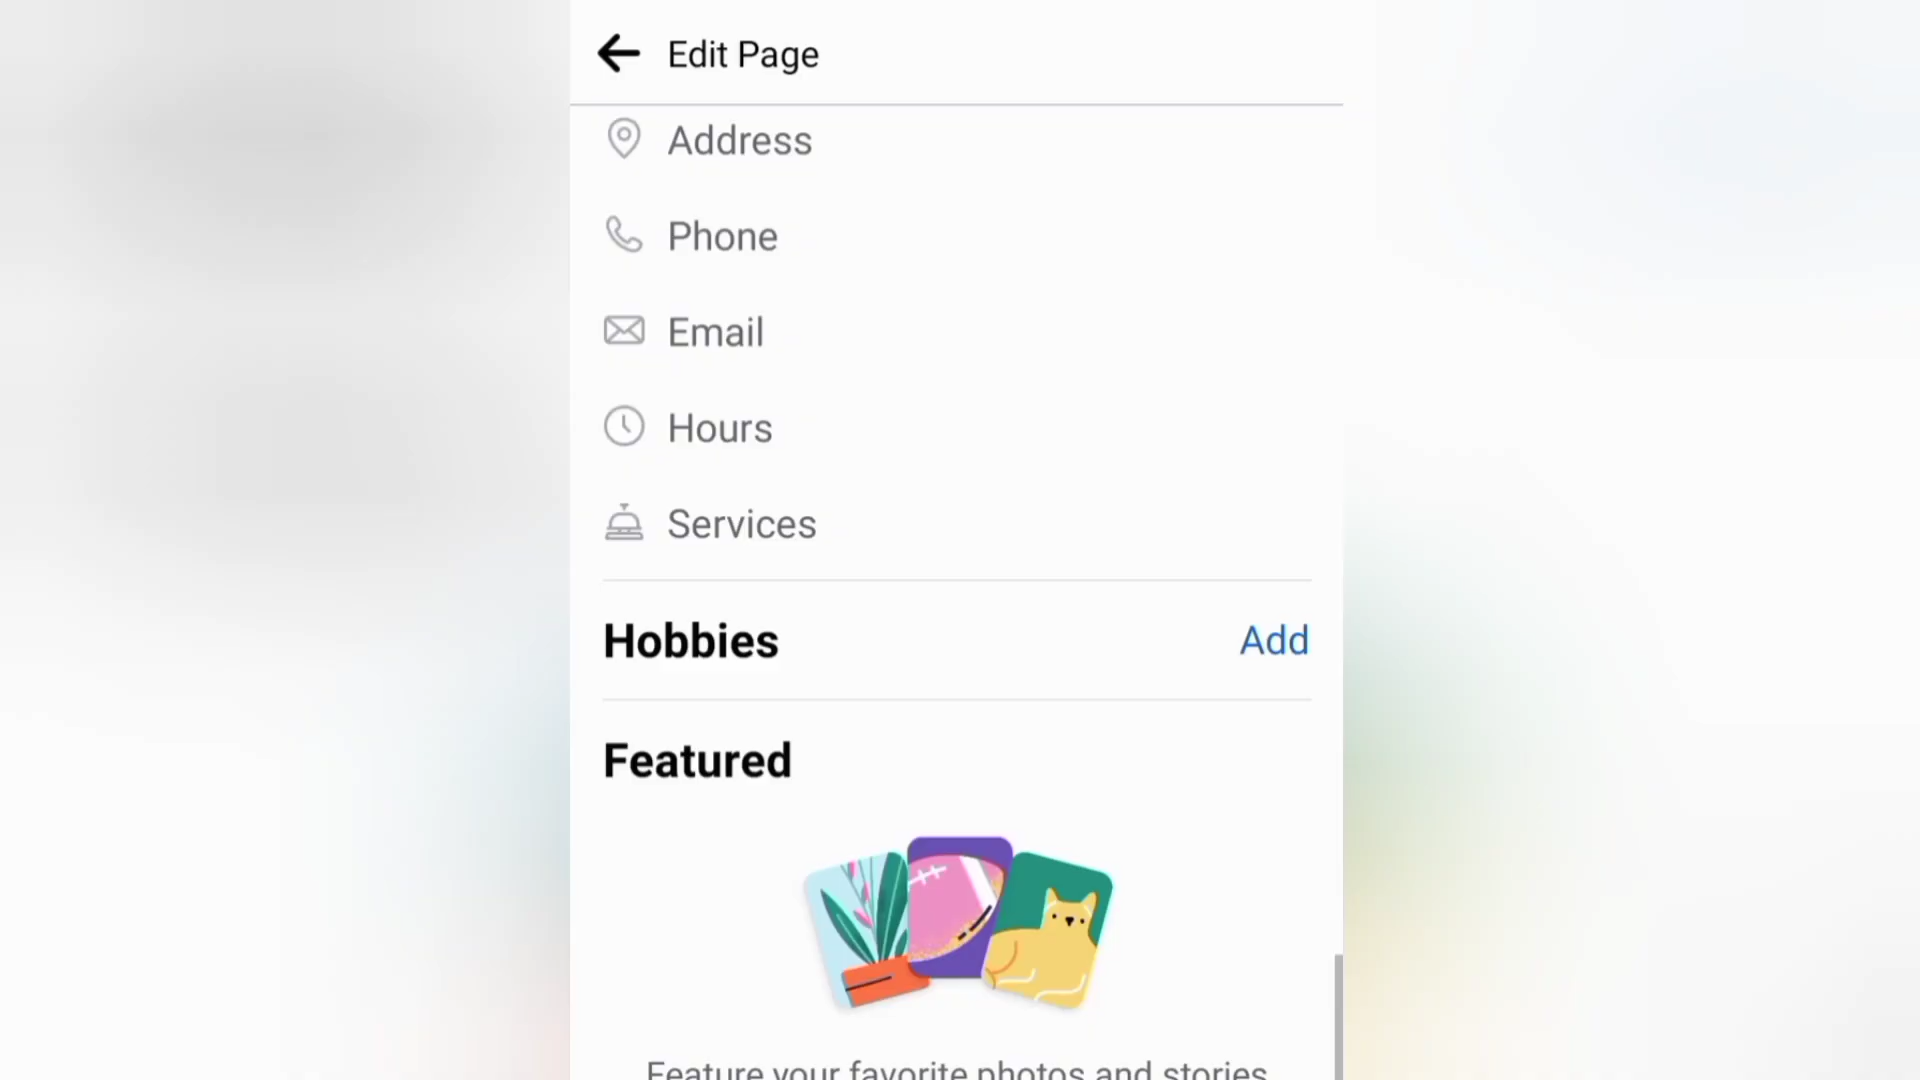 Edit Page
Address
Phone
Email
Hours
Services
Hobbies
Add
Featured
Feature your favorite photos and stories